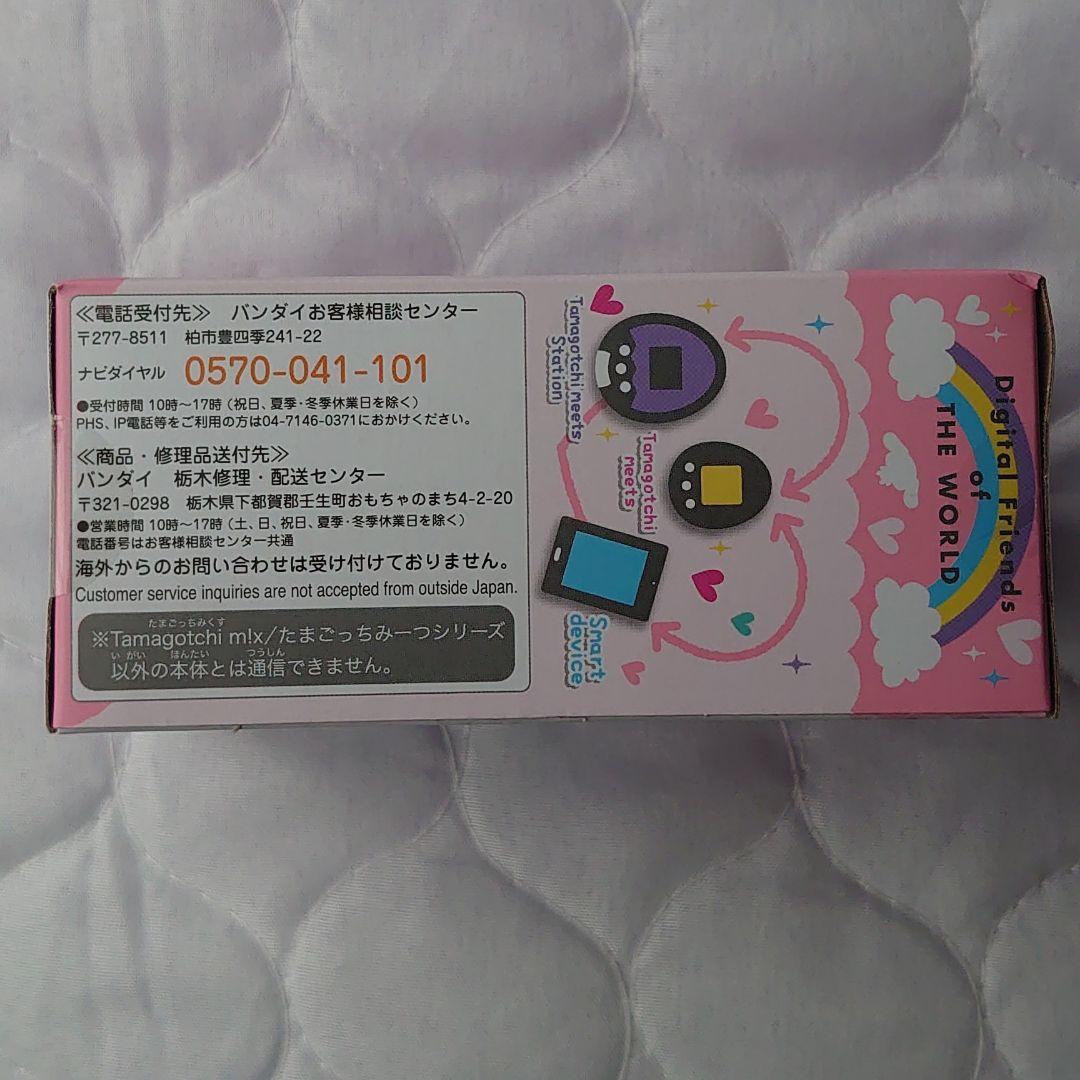 ≪電話受付先≫ バンダイお客様相談センター
〒277-8511 柏市豊四季241-22
ナビダイヤル 0570-041-101
●受付時間 10時〜17時（祝日、夏季・冬季休業日を除く）
PHS、IP電話等をご利用の方は04-7146-0371におかけください。
≪商品・修理品送付先≫
バンダイ 栃木修理・配送センター
〒321-0298 栃木県下都賀郡壬生町おもちゃのまち4-2-20
●営業時間 10時〜17時（土、日、祝日、夏季・冬季休業日を除く）
電話番号はお客様相談センター共通
海外からのお問い合わせは受け付けておりません。
Customer service inquiries are not accepted from outside Japan.
たまごっちみくす
※Tamagotchi m!x/たまごっちみーつシリーズ
いがい ほんたい つうしん
以外の本体とは通信できません。
Tamagotchi meets
Station
Tamagotchi
meets
Smart
device
Digital Friends
of
THE WORLD